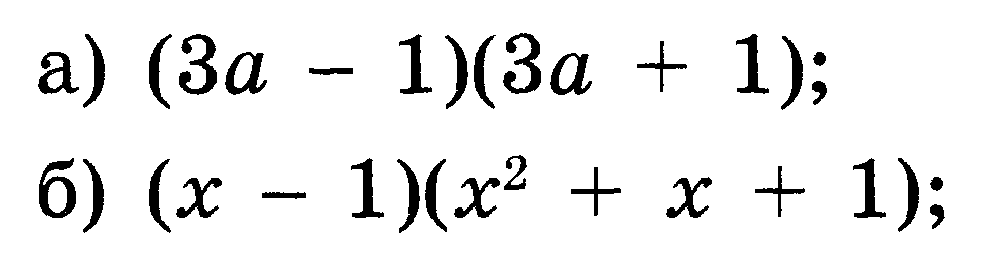 а) (3a − 1)(3a + 1);
б) (x − 1)(x² + x + 1);